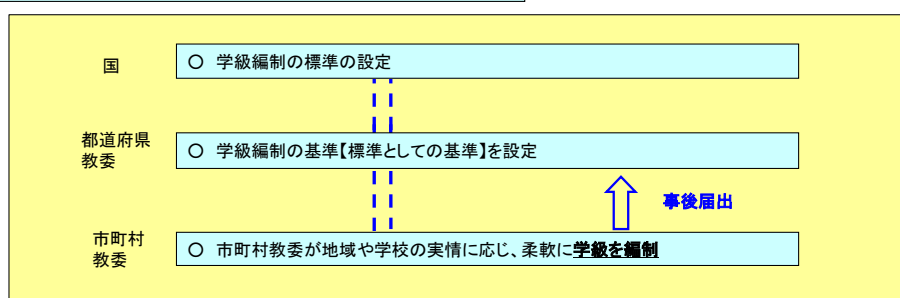 国
○ 学級編制の標準の設定
都道府県
教委
○ 学級編制の基準【標準としての基準】を設定
事後届出
市町村
教委
○ 市町村教委が地域や学校の実情に応じ、柔軟に学級を編制